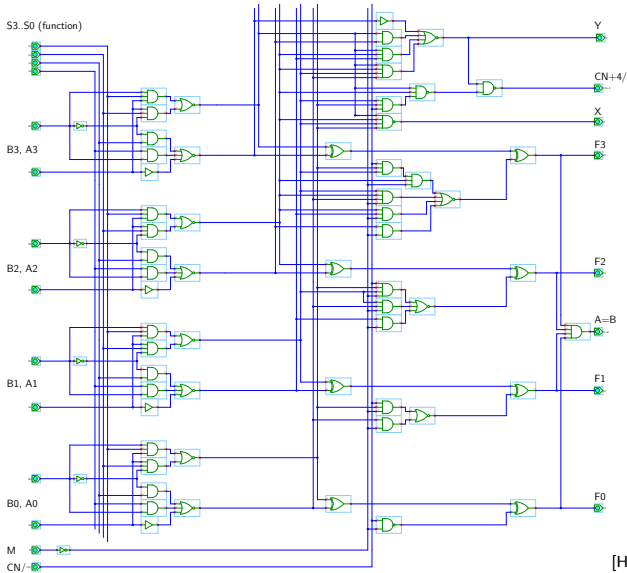 S3..S0 (function)
Y
CN+4/
X
B3, A3
F3
B2, A2
F2
A=B
B1, A1
F1
B0, A0
F0
M
CN/
[H